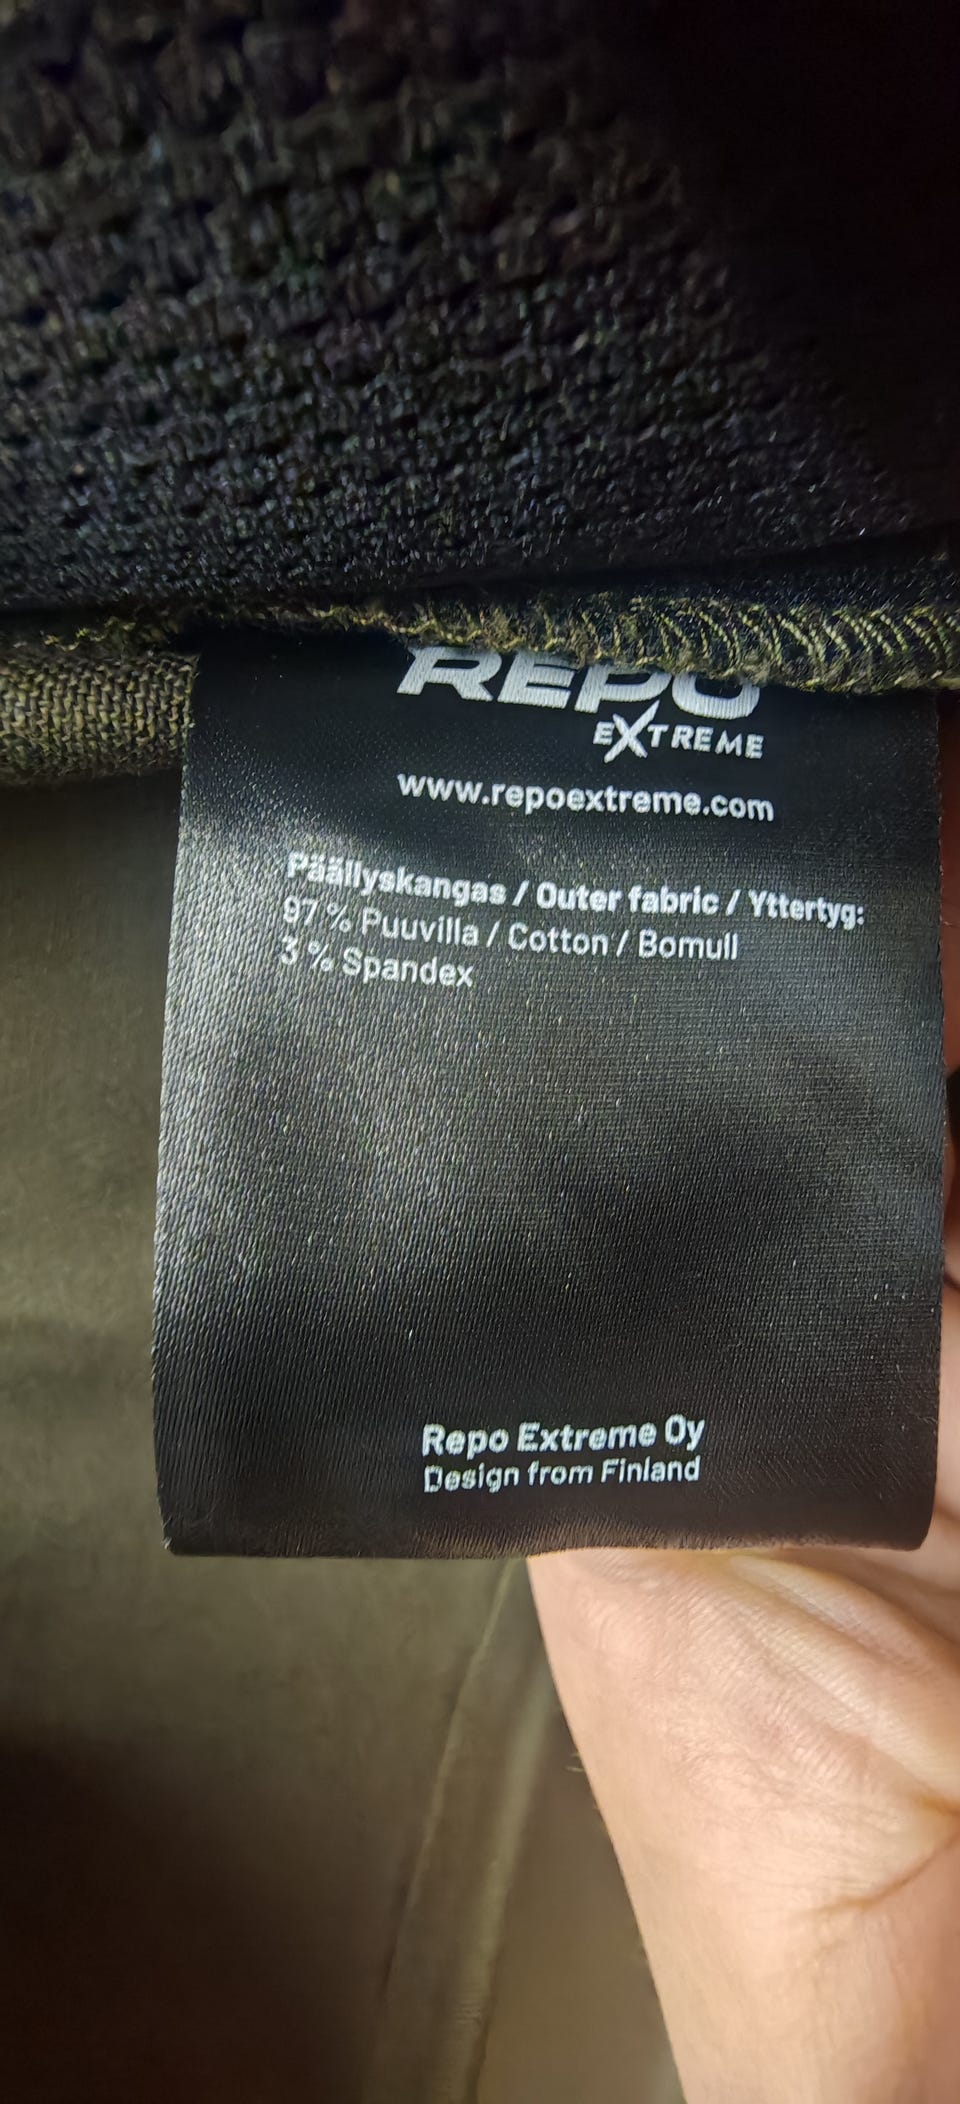 REPO
EXTREME
www.repoextreme.com
Päällyskangas / Outer fabric / Yttertyg:
97 % Puuvilla / Cotton / Bomull
3 % Spandex
Repo Extreme Oy
Design from Finland